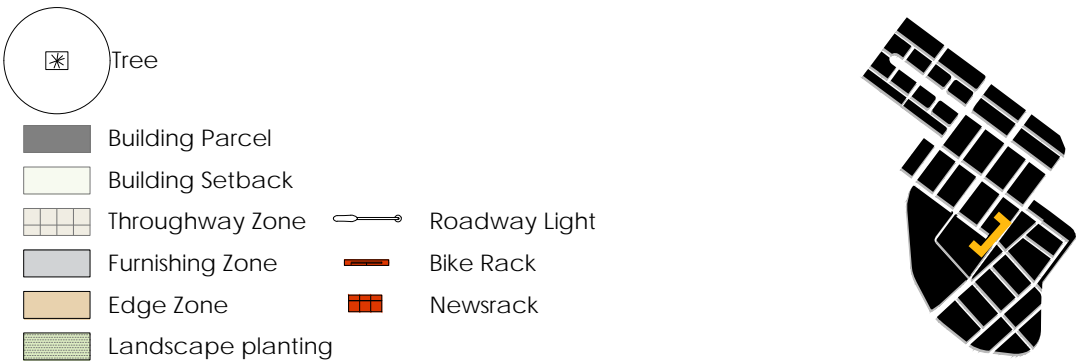 Tree
Building Parcel
Building Setback
Throughway Zone
Roadway Light
Furnishing Zone
Bike Rack
Edge Zone
Newsrack
Landscape planting